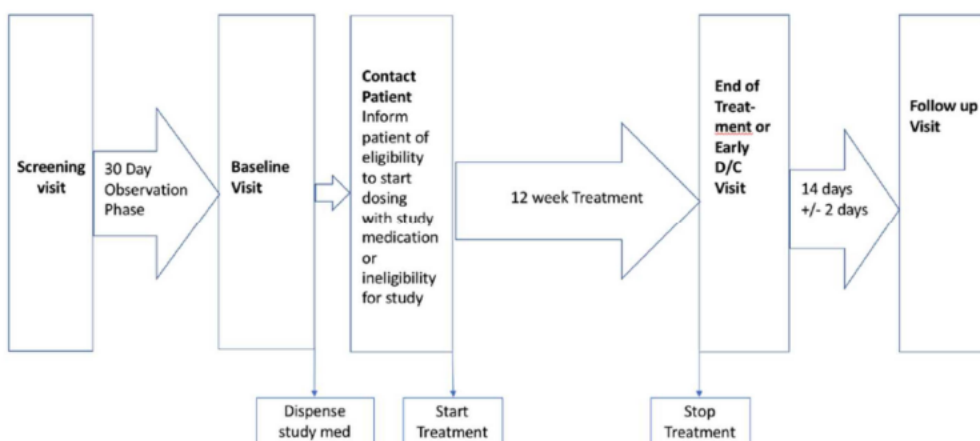 Screening
visit
30 Day
Observation
Phase
Baseline
Visit
Contact
Patient
Inform
patient of
eligibility
to start
dosing
with study
medication
or
ineligibility
for study
12 week Treatment
End of
Treat-
ment or
Early
D/C
Visit
14 days
+/- 2 days
Follow up
Visit
Dispense
study med
Start
Treatment
Stop
Treatment